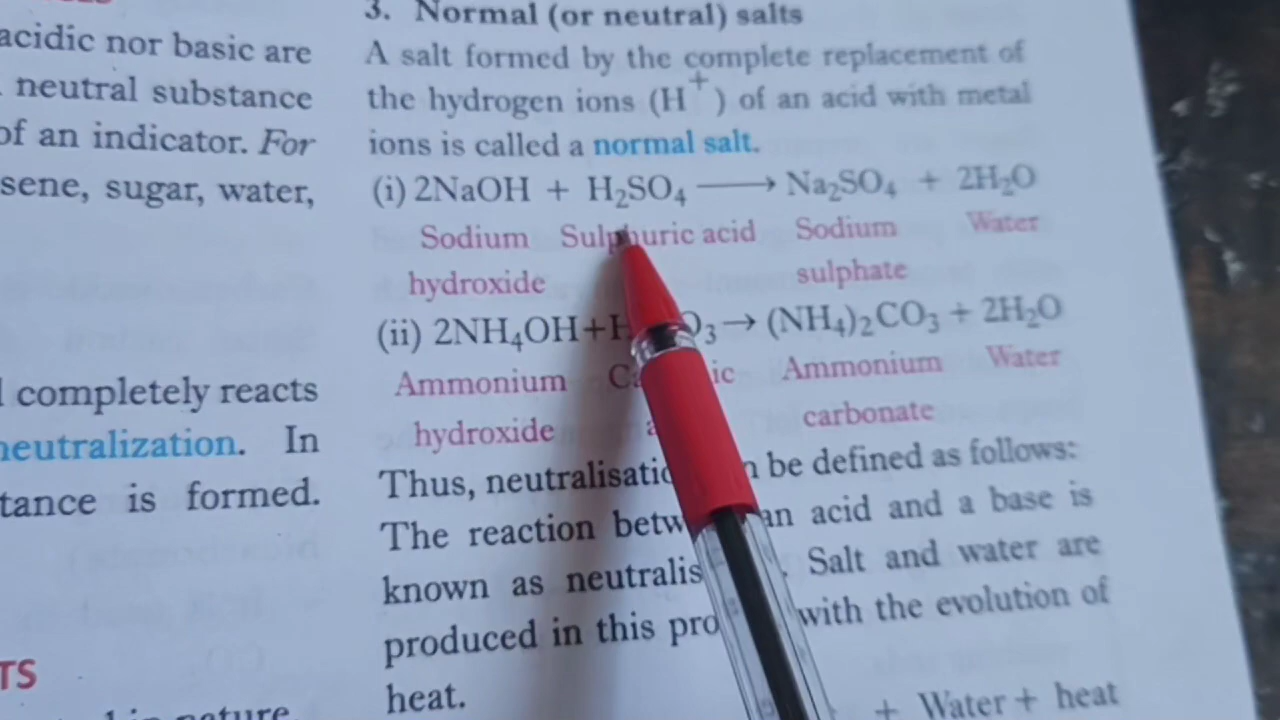 acidic nor basic are
neutral substance
of an indicator. For
sene, sugar, water,
completely reacts
neutralization. In
tance is formed.
TS
in nature
3. Normal (or neutral) salts
A salt formed by the complete replacement of
the hydrogen ions (H⁺) of an acid with metal
ions is called a normal salt.
(i) 2NaOH + H₂SO₄ ⟶ Na₂SO₄ + 2H₂O
Sodium Sulphuric acid Sodium Water
hydroxide sulphate
(ii) 2NH₄OH+H O₃→ (NH₄)₂CO₃ + 2H₂O
Ammonium Ca ic Ammonium Water
hydroxide a carbonate
Thus, neutralisatio n be defined as follows:
The reaction betw an acid and a base is
known as neutralis . Salt and water are
produced in this pro with the evolution of
heat.
+ Water + heat